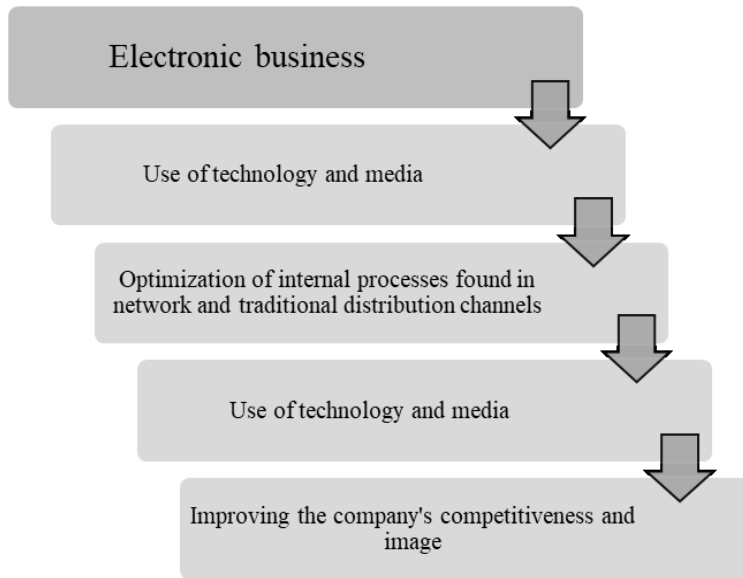 Electronic business
Use of technology and media
Optimization of internal processes found in
network and traditional distribution channels
Use of technology and media
Improving the company's competitiveness and
image